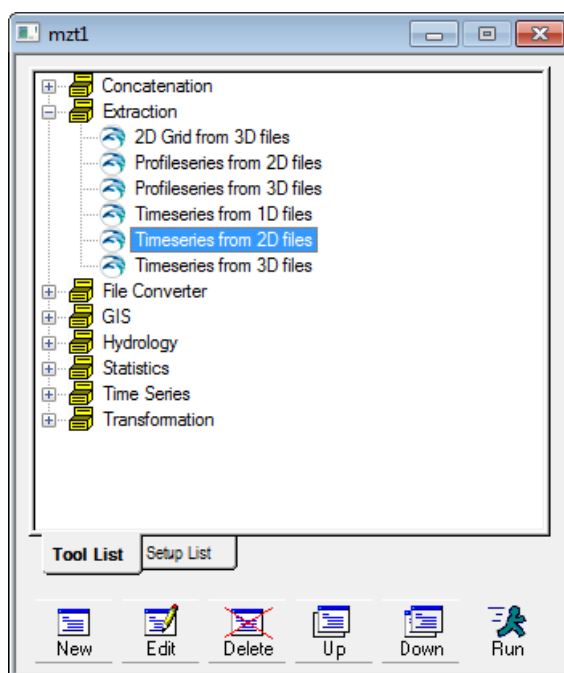 mzt1
Concatenation
Extraction
2D Grid from 3D files
Profileseries from 2D files
Profileseries from 3D files
Timeseries from 1D files
Timeseries from 2D files
Timeseries from 3D files
File Converter
GIS
Hydrology
Statistics
Time Series
Transformation
Tool List Setup List
New Edit Delete Up Down Run